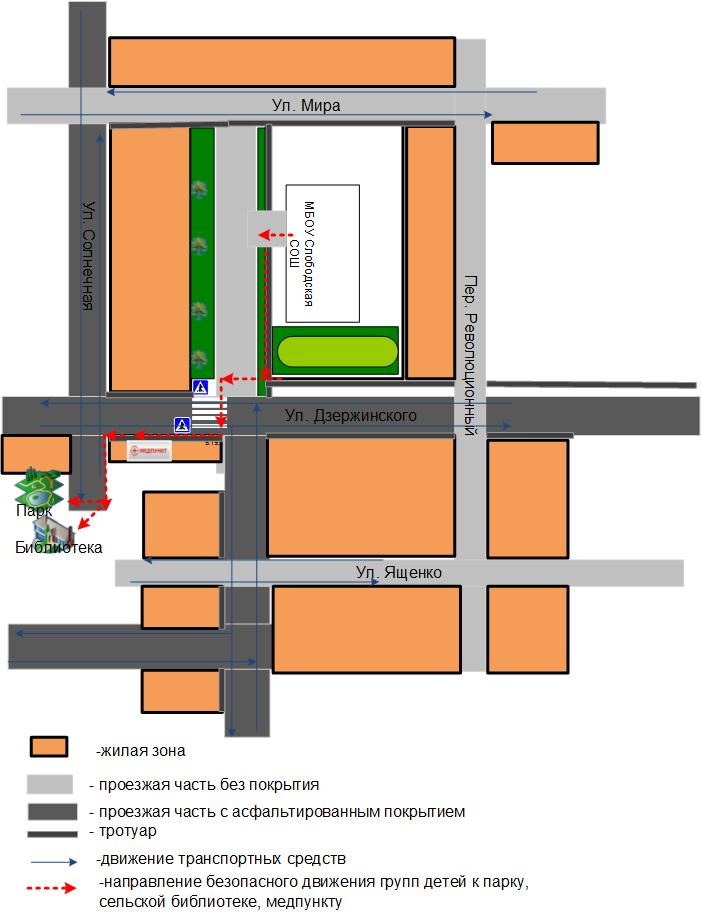 Ул. Мира
Ул. Солнечная
МБОУ Слободская
СОШ
Пер. Революционный
Ул. Дзержинского
МЕДПУНКТ
Парк
Библиотека
Ул. Ященко
-жилая зона
- проезжая часть без покрытия
- проезжая часть с асфальтированным покрытием
- тротуар
-движение транспортных средств
-направление безопасного движения групп детей к парку,
сельской библиотеке, медпункту